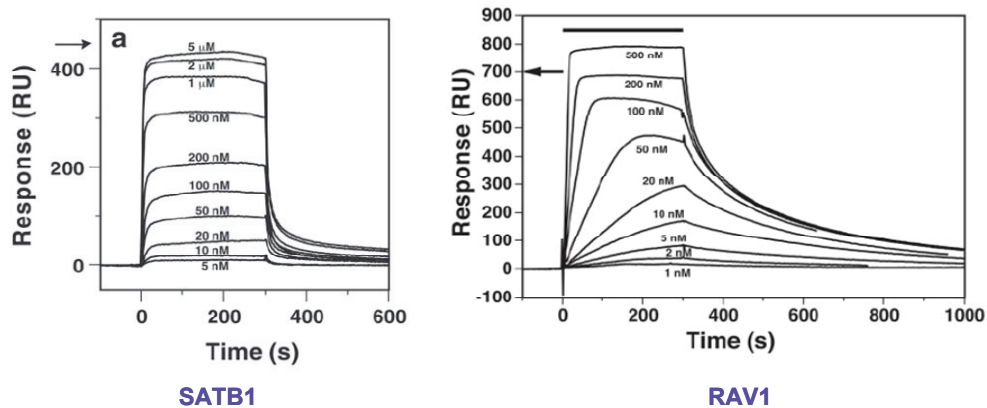 a
Response (RU)
400
200
0
5 μM
2 μM
1 μM
500 nM
200 nM
100 nM
50 nM
20 nM
10 nM
5 nM
0 200 400 600
Time (s)
SATB1
Response (RU)
900
800
700
600
500
400
300
200
100
0
-100
500 nM
200 nM
100 nM
50 nM
20 nM
10 nM
5 nM
2 nM
1 nM
0 200 400 600 800 1000
Time (s)
RAV1